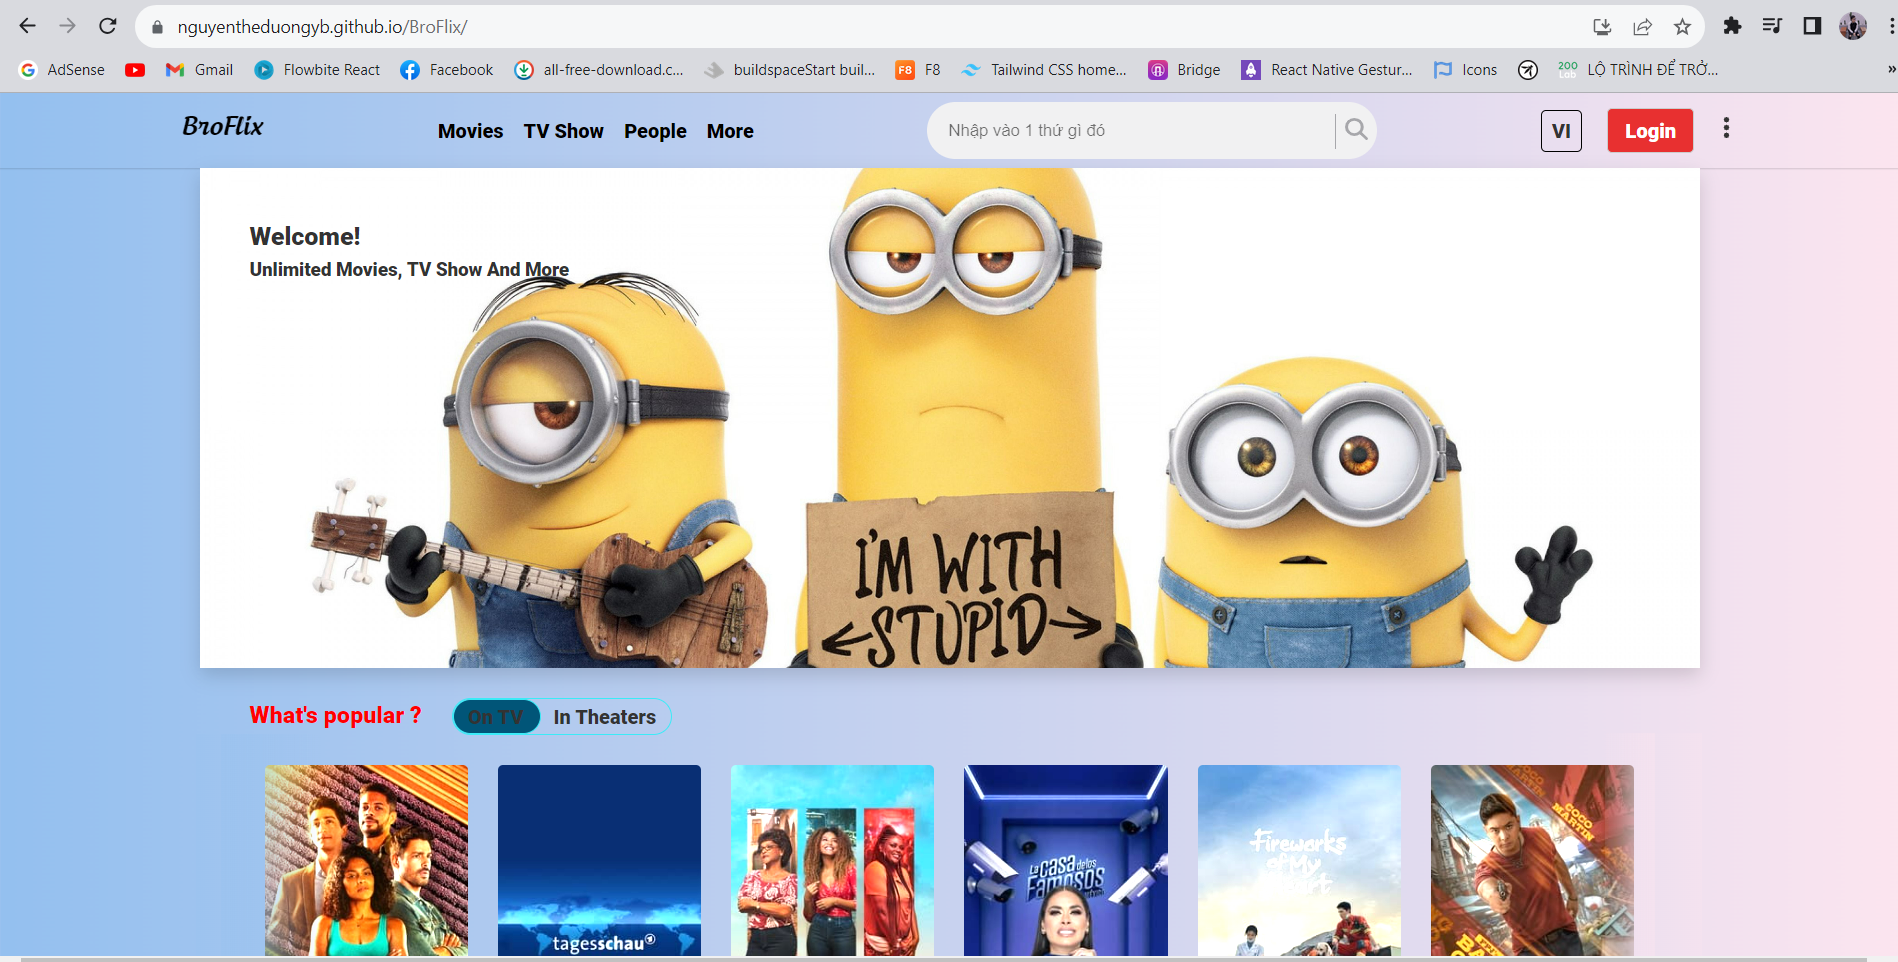 nguyentheduongyb.github.io/BroFlix/
AdSense
Gmail
Flowbite React
Facebook
all-free-download.c...
buildspaceStart buil...
F8
F8
Tailwind CSS home...
Bridge
React Native Gestur...
Icons
200
Lab
LỘ TRÌNH ĐỂ TRỞ...
»
BroFlix
Movies
TV Show
People
More
Nhập vào 1 thứ gì đó
VI
Login
Welcome!
Unlimited Movies, TV Show And More
I'M WITH
STUPID
What's popular ?
On TV
In Theaters
tagesschau
LA CASA de los
FAMOSOS
Fireworks
of My
Heart
COCO
MARTIN